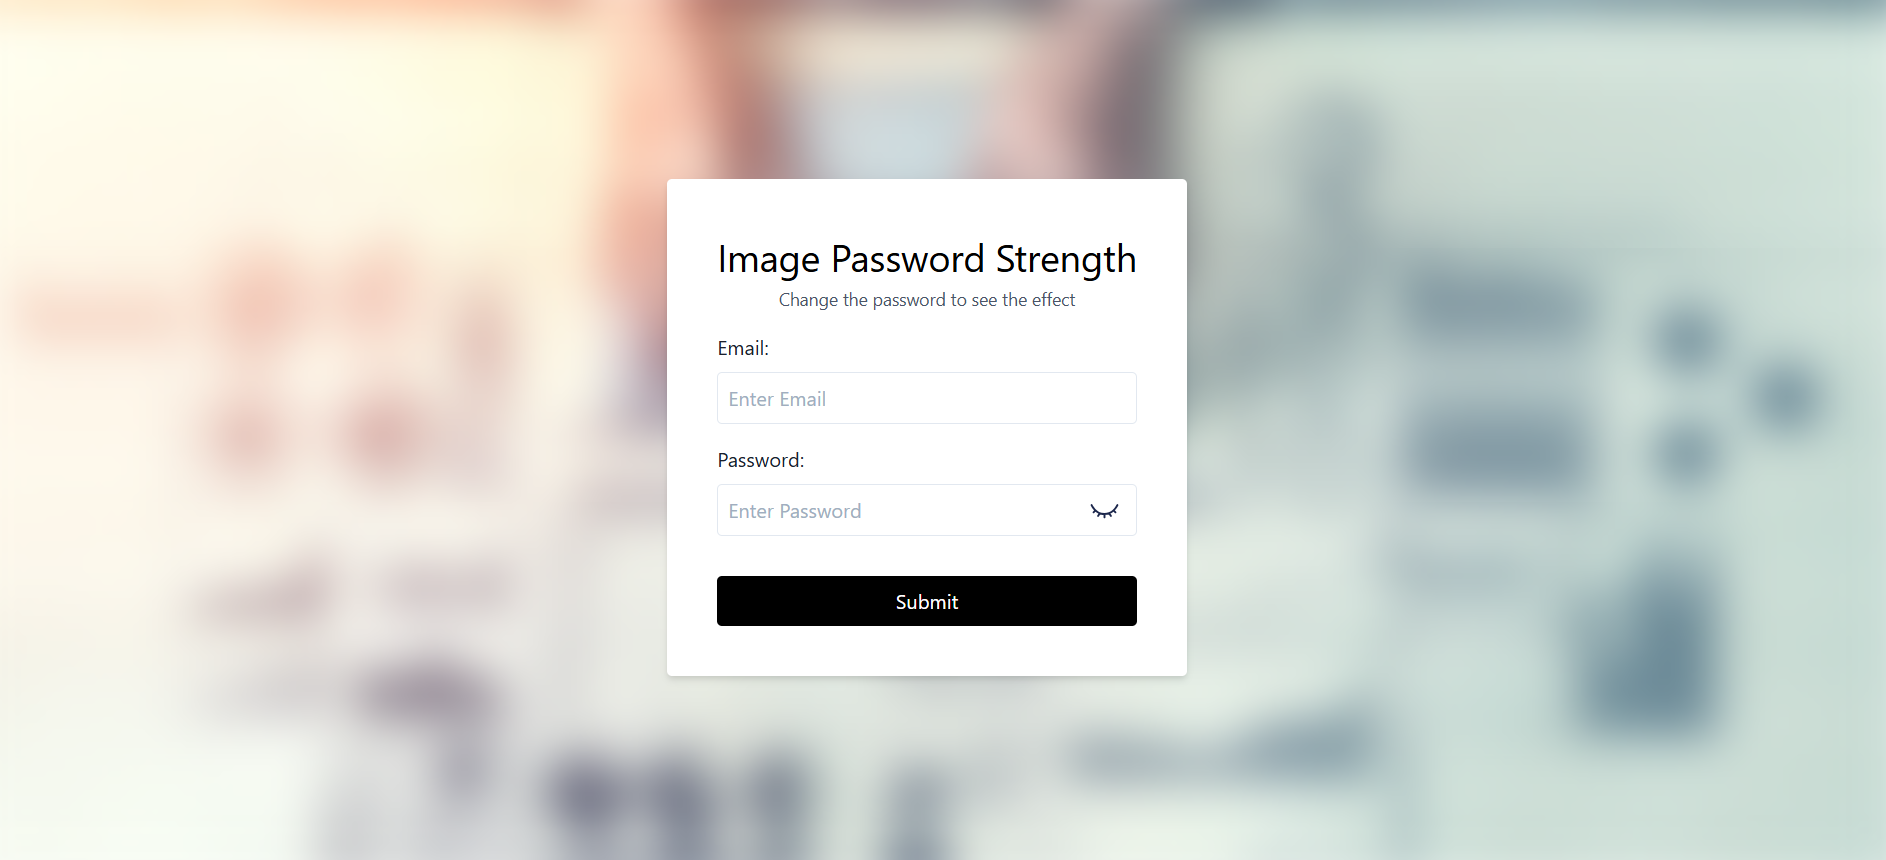 Image Password Strength
Change the password to see the effect
Email:
Enter Email
Password:
Enter Password
Submit